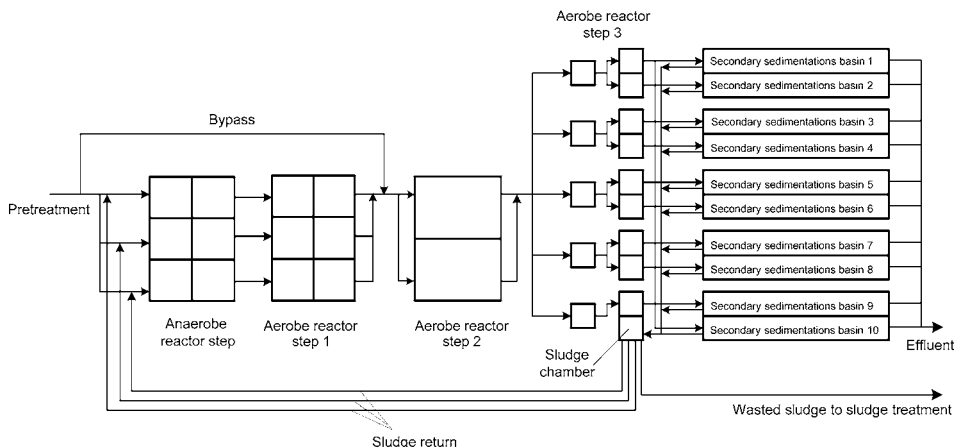 Aerobe reactor
step 3
Secondary sedimentations basin 1
Secondary sedimentations basin 2
Bypass
Secondary sedimentations basin 3
Secondary sedimentations basin 4
Pretreatment
Secondary sedimentations basin 5
Secondary sedimentations basin 6
Secondary sedimentations basin 7
Secondary sedimentations basin 8
Secondary sedimentations basin 9
Secondary sedimentations basin 10
Anaerobe
reactor step
Aerobe reactor
step 1
Aerobe reactor
step 2
Sludge
chamber
Effluent
Wasted sludge to sludge treatment
Sludge return